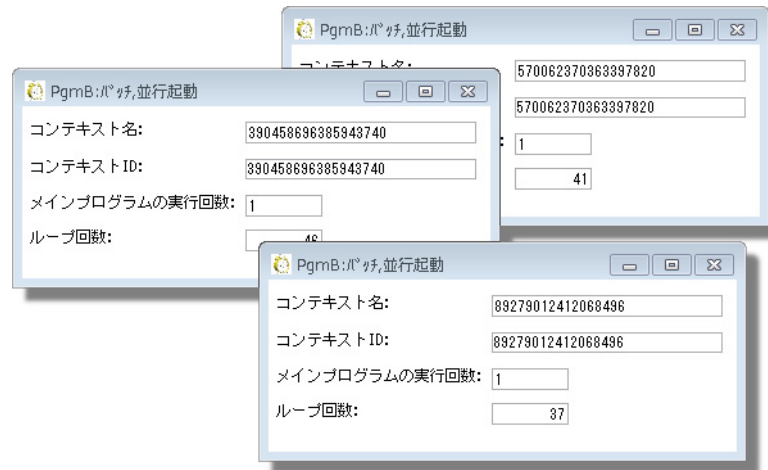 PgmB:ﾊﾞｯﾁ,並行起動
コンテキスト名:
570062370363397820
570062370363397820
1
41
PgmB:ﾊﾞｯﾁ,並行起動
コンテキスト名:
390458696385943740
コンテキストID:
390458696385943740
メインプログラムの実行回数:
1
ループ回数:
46
PgmB:ﾊﾞｯﾁ,並行起動
コンテキスト名:
89279012412068496
コンテキストID:
89279012412068496
メインプログラムの実行回数:
1
ループ回数:
37